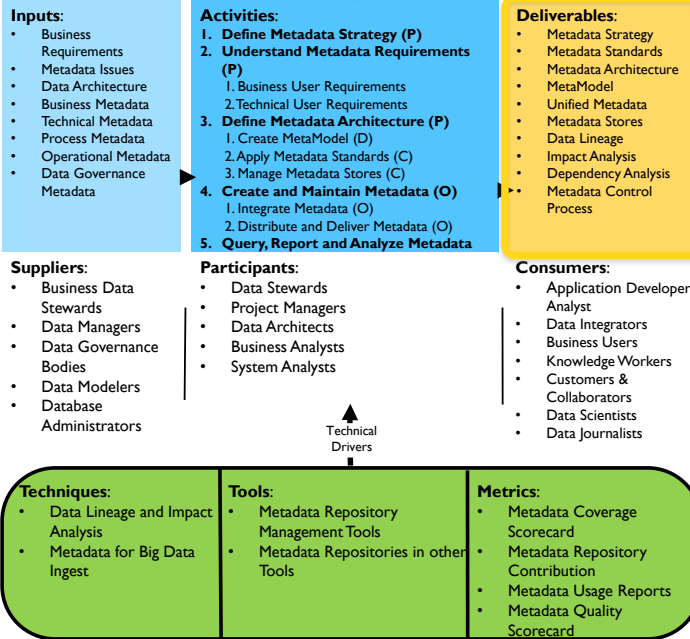 Inputs:
• Business
Requirements
• Metadata Issues
• Data Architecture
• Business Metadata
• Technical Metadata
• Process Metadata
• Operational Metadata
• Data Governance
Metadata
Activities:
1. Define Metadata Strategy (P)
2. Understand Metadata Requirements
(P)
1. Business User Requirements
2.Technical User Requirements
3. Define Metadata Architecture (P)
1. Create MetaModel (D)
2. Apply Metadata Standards (C)
3. Manage Metadata Stores (C)
4. Create and Maintain Metadata (O)
1. Integrate Metadata (O)
2. Distribute and Deliver Metadata (O)
5. Query, Report and Analyze Metadata
Deliverables:
• Metadata Strategy
• Metadata Standards
• Metadata Architecture
• MetaModel
• Unified Metadata
• Metadata Stores
• Data Lineage
• Impact Analysis
• Dependency Analysis
• Metadata Control
Process
Suppliers:
• Business Data
Stewards
• Data Managers
• Data Governance
Bodies
• Data Modelers
• Database
Administrators
Participants:
• Data Stewards
• Project Managers
• Data Architects
• Business Analysts
• System Analysts
Consumers:
• Application Developer
Analyst
• Data Integrators
• Business Users
• Knowledge Workers
• Customers &
Collaborators
• Data Scientists
• Data Journalists
Technical
Drivers
Techniques:
• Data Lineage and Impact
Analysis
• Metadata for Big Data
Ingest
Tools:
• Metadata Repository
Management Tools
• Metadata Repositories in other
Tools
Metrics:
• Metadata Coverage
Scorecard
• Metadata Repository
Contribution
• Metadata Usage Reports
• Metadata Quality
Scorecard